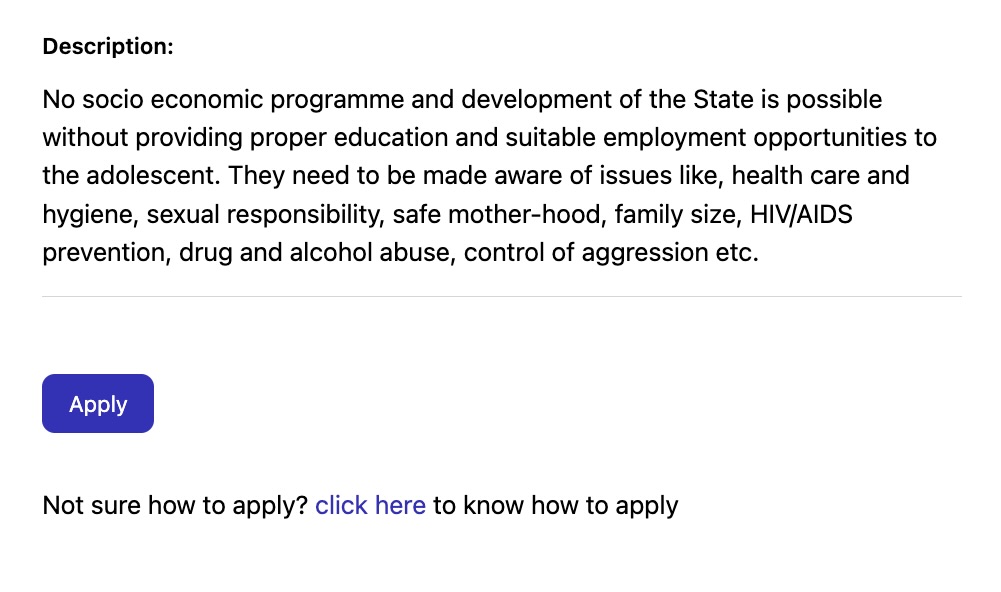 Description:
No socio economic programme and development of the State is possible
without providing proper education and suitable employment opportunities to
the adolescent. They need to be made aware of issues like, health care and
hygiene, sexual responsibility, safe mother-hood, family size, HIV/AIDS
prevention, drug and alcohol abuse, control of aggression etc.
Apply
Not sure how to apply? click here to know how to apply